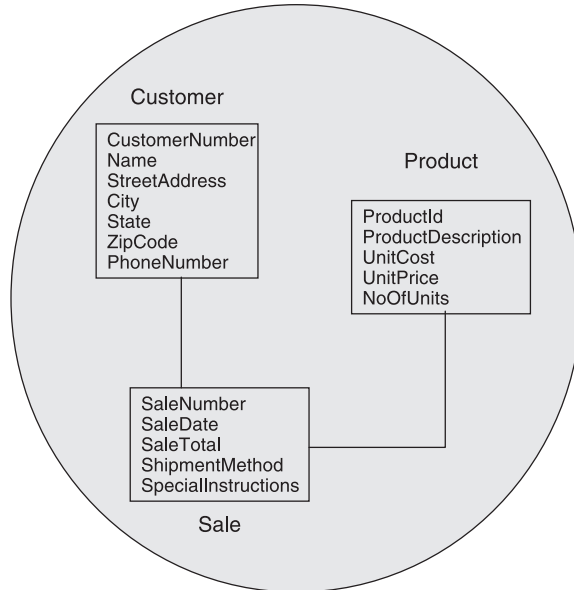 Customer
CustomerNumber
Name
StreetAddress
City
State
ZipCode
PhoneNumber
Product
ProductId
ProductDescription
UnitCost
UnitPrice
NoOfUnits
SaleNumber
SaleDate
SaleTotal
ShipmentMethod
SpecialInstructions
Sale